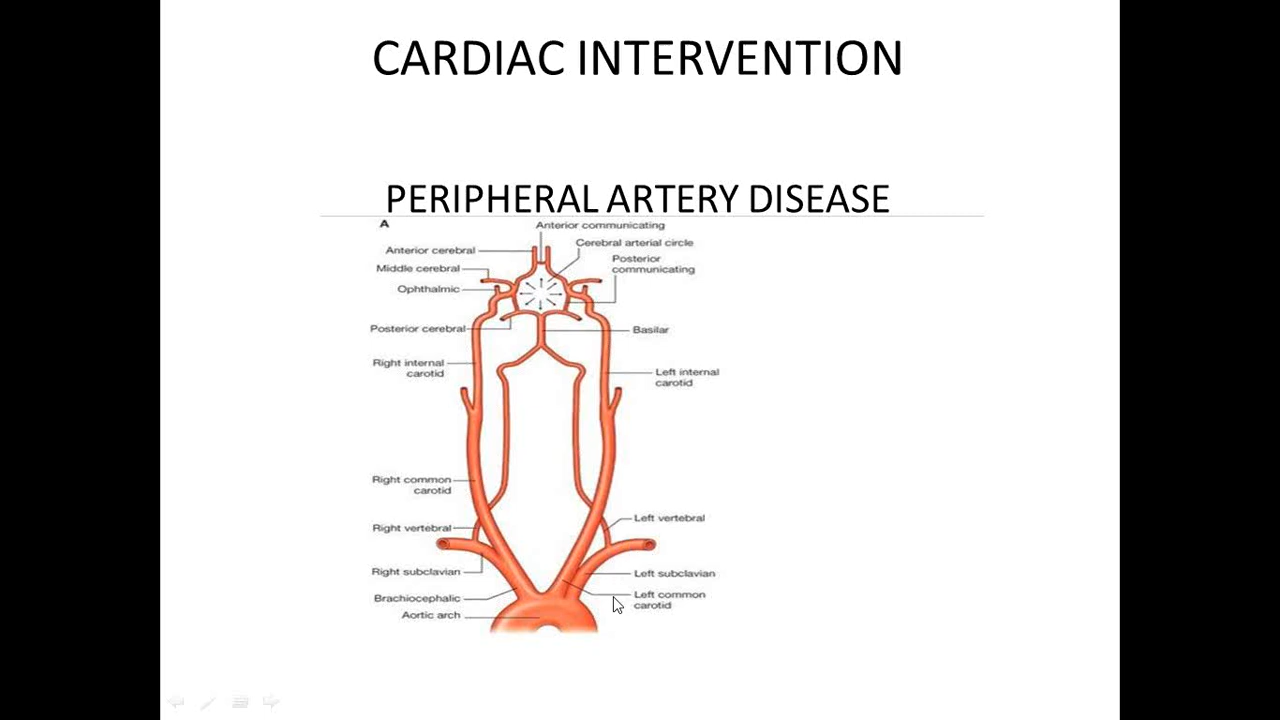 CARDIAC INTERVENTION
PERIPHERAL ARTERY DISEASE
A
Anterior communicating
Cerebral arterial circle
Anterior cerebral
Posterior
communicating
Middle cerebral
Ophthalmic
Posterior cerebral
Basilar
Right internal
carotid
Left internal
carotid
Right common
carotid
Left vertebral
Right vertebral
Right subclavian
Left subclavian
Brachiocephalic
Left common
carotid
Aortic arch